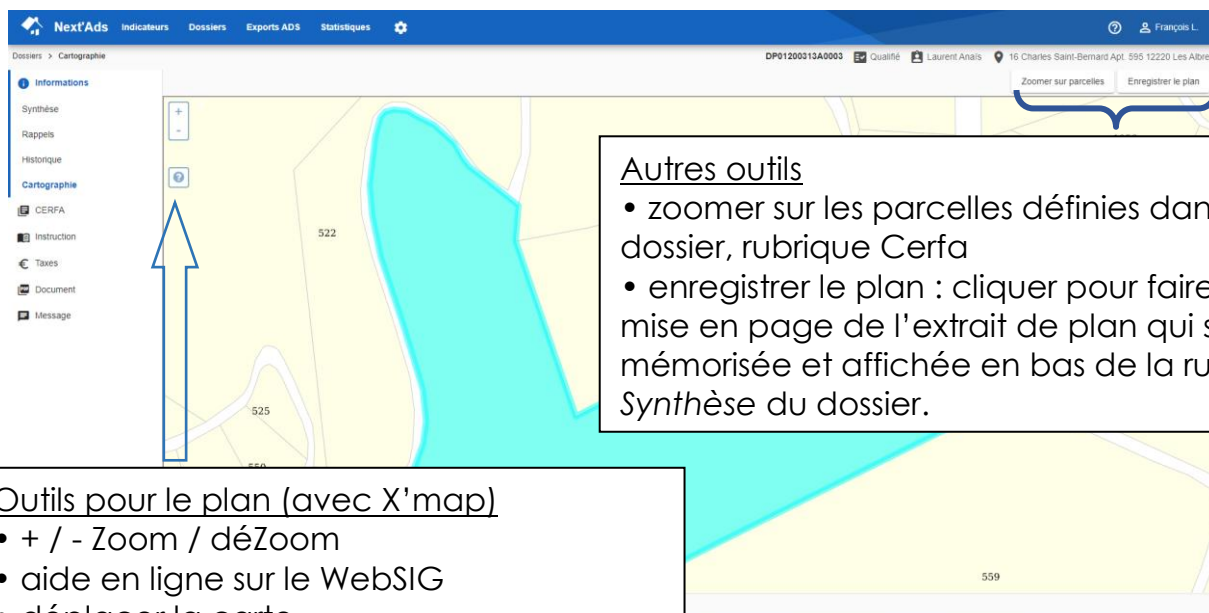 Next'Ads Indicateurs Dossiers Exports ADS Statistiques François L.
Dossiers > Cartographie DP01200313A0003 Qualifié Laurent Anaïs 16 Charles Saint-Bernard Apt. 595 12220 Les Albre
Informations
Zoomer sur parcelles Enregistrer le plan
Synthèse
Rappels
Historique
Cartographie
CERFA
Instruction
€ Taxes
Document
Message
+
-
522
525
559
Autres outils
• zoomer sur les parcelles définies dan
dossier, rubrique Cerfa
• enregistrer le plan : cliquer pour faire
mise en page de l'extrait de plan qui s
mémorisée et affichée en bas de la ru
Synthèse du dossier.
Outils pour le plan (avec X'map)
• + / - Zoom / déZoom
• aide en ligne sur le WebSIG
• déplacer la carte